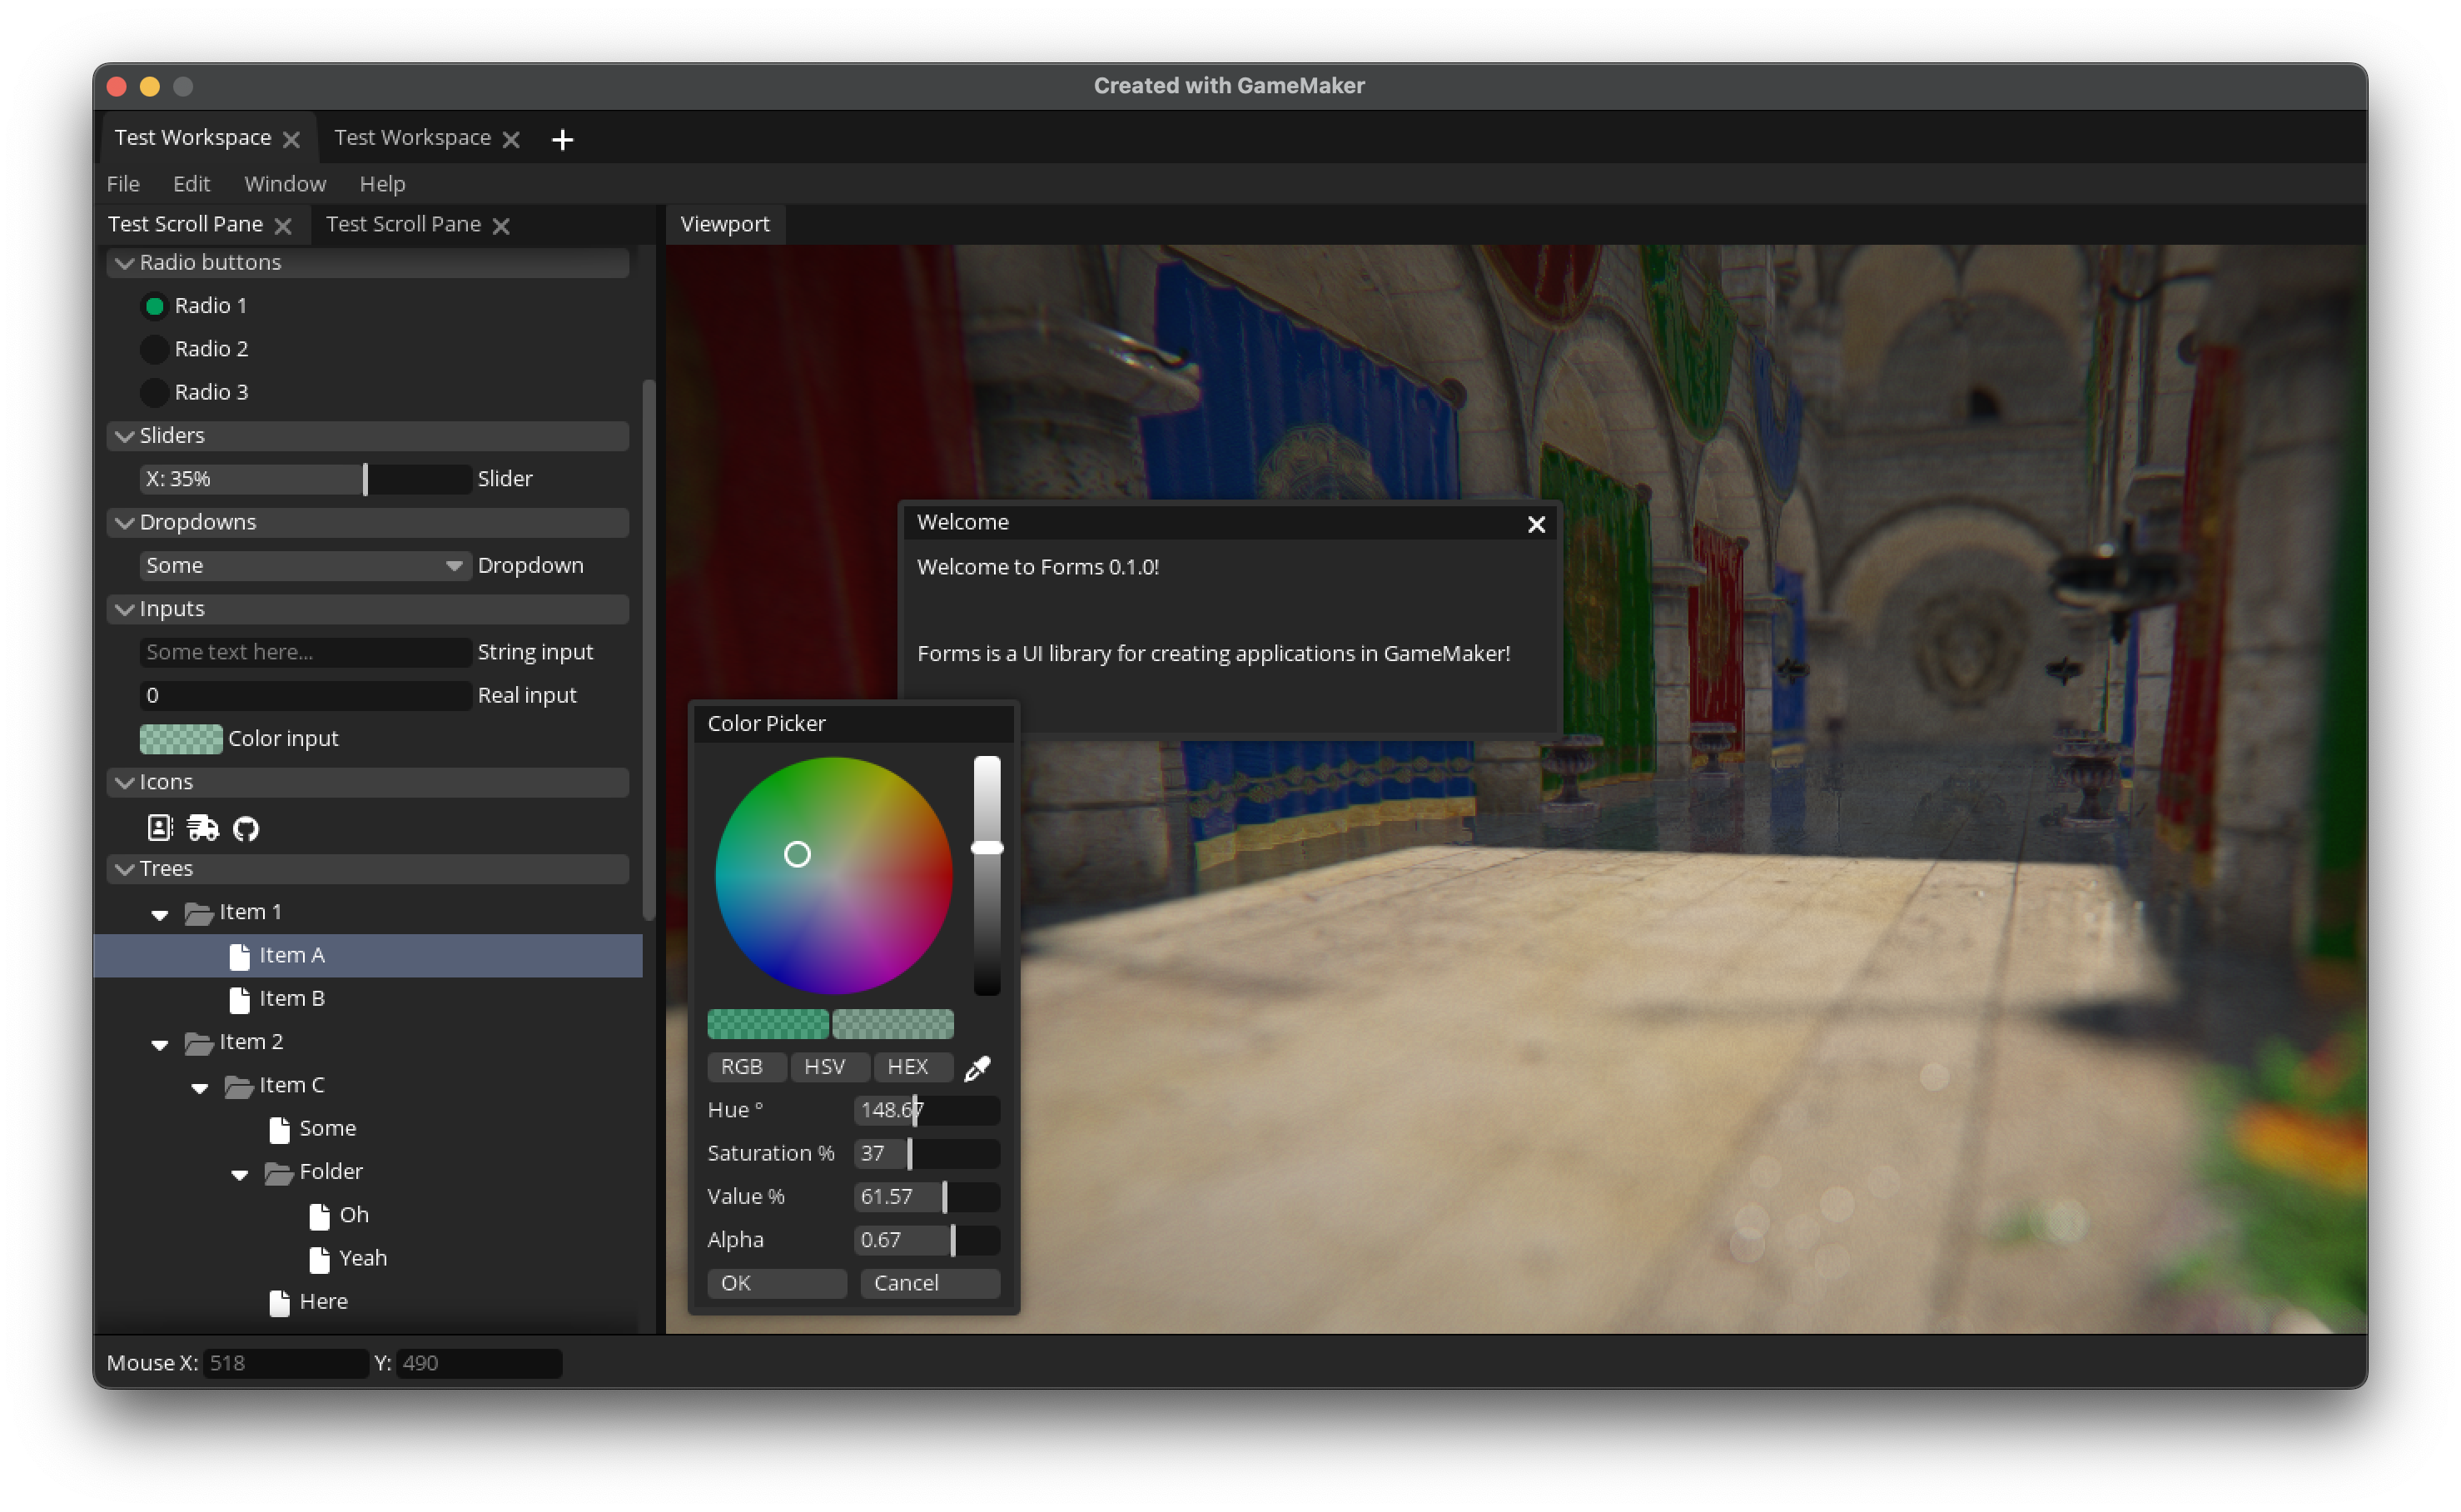 Created with GameMaker
Test Workspace Test Workspace
File Edit Window Help
Test Scroll Pane Test Scroll Pane
Viewport
Radio buttons
Radio 1
Radio 2
Radio 3
Sliders
X: 35% Slider
Dropdowns
Some Dropdown
Inputs
Some text here... String input
0 Real input
Color input
Icons
Trees
Item 1
Item A
Item B
Item 2
Item C
Some
Folder
Oh
Yeah
Here
Welcome
Welcome to Forms 0.1.0!
Forms is a UI library for creating applications in GameMaker!
Color Picker
RGB HSV HEX
Hue ° 148.67
Saturation % 37
Value % 61.57
Alpha 0.67
OK Cancel
Mouse X: 518 Y: 490